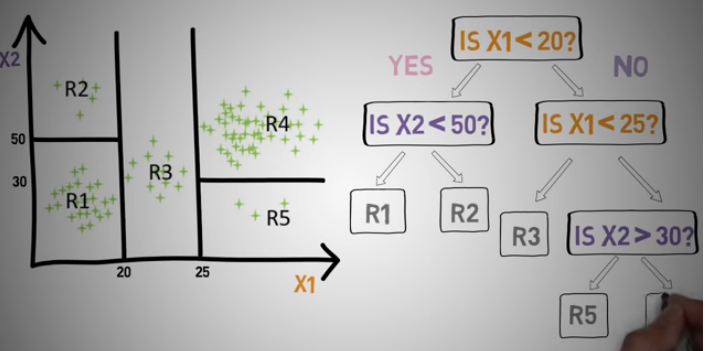 X2
R2
50
R4
30
R1
R3
R5
20
25
X1
IS X1 < 20?
YES
NO
IS X2 < 50?
IS X1 < 25?
R1
R2
R3
IS X2 > 30?
R5